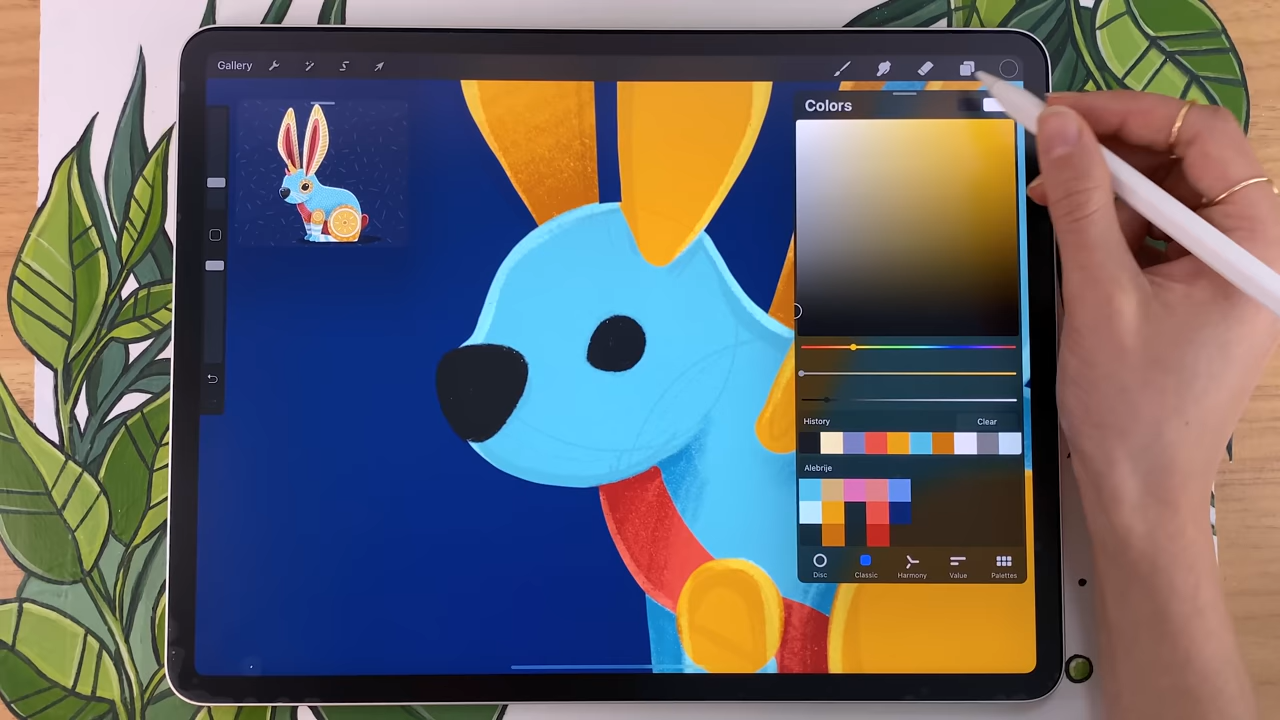 Gallery
Colors
History
Clear
Alebrije
Disc
Classic
Harmony
Value
Palettes